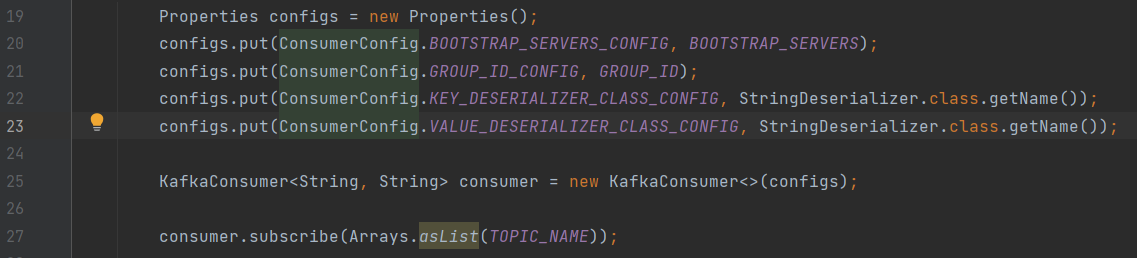 19 Properties configs = new Properties();
20 configs.put(ConsumerConfig.BOOTSTRAP_SERVERS_CONFIG, BOOTSTRAP_SERVERS);
21 configs.put(ConsumerConfig.GROUP_ID_CONFIG, GROUP_ID);
22 configs.put(ConsumerConfig.KEY_DESERIALIZER_CLASS_CONFIG, StringDeserializer.class.getName());
23 configs.put(ConsumerConfig.VALUE_DESERIALIZER_CLASS_CONFIG, StringDeserializer.class.getName());
24
25 KafkaConsumer<String, String> consumer = new KafkaConsumer<>(configs);
26
27 consumer.subscribe(Arrays.asList(TOPIC_NAME));